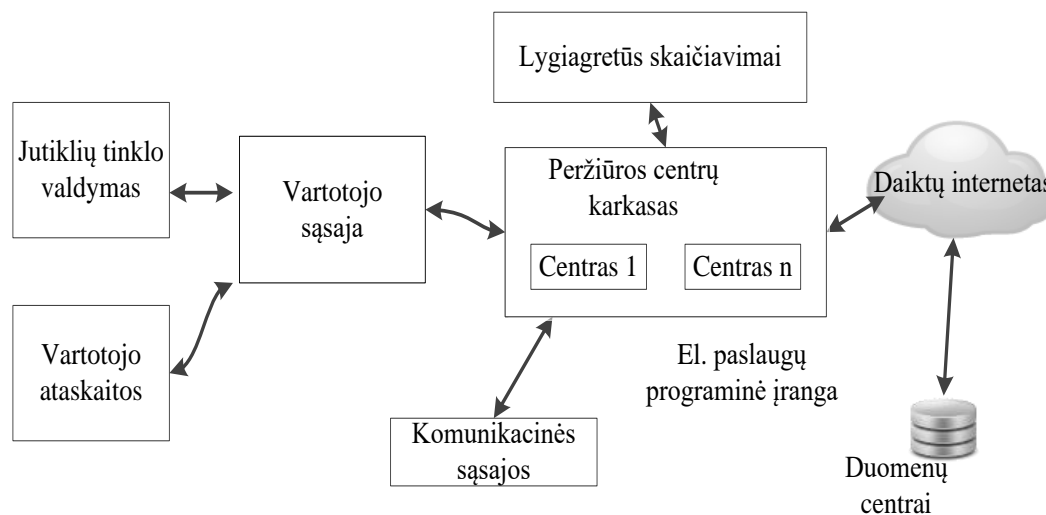 Lygiagretūs skaičiavimai
Jutiklių tinklo
valdymas
Vartotojo
sąsaja
Peržiūros centrų
karkasas
Centras 1
Centras n
Daiktų internetas
Vartotojo
ataskaitos
El. paslaugų
programinė įranga
Komunikacinės
sąsajos
Duomenų
centrai